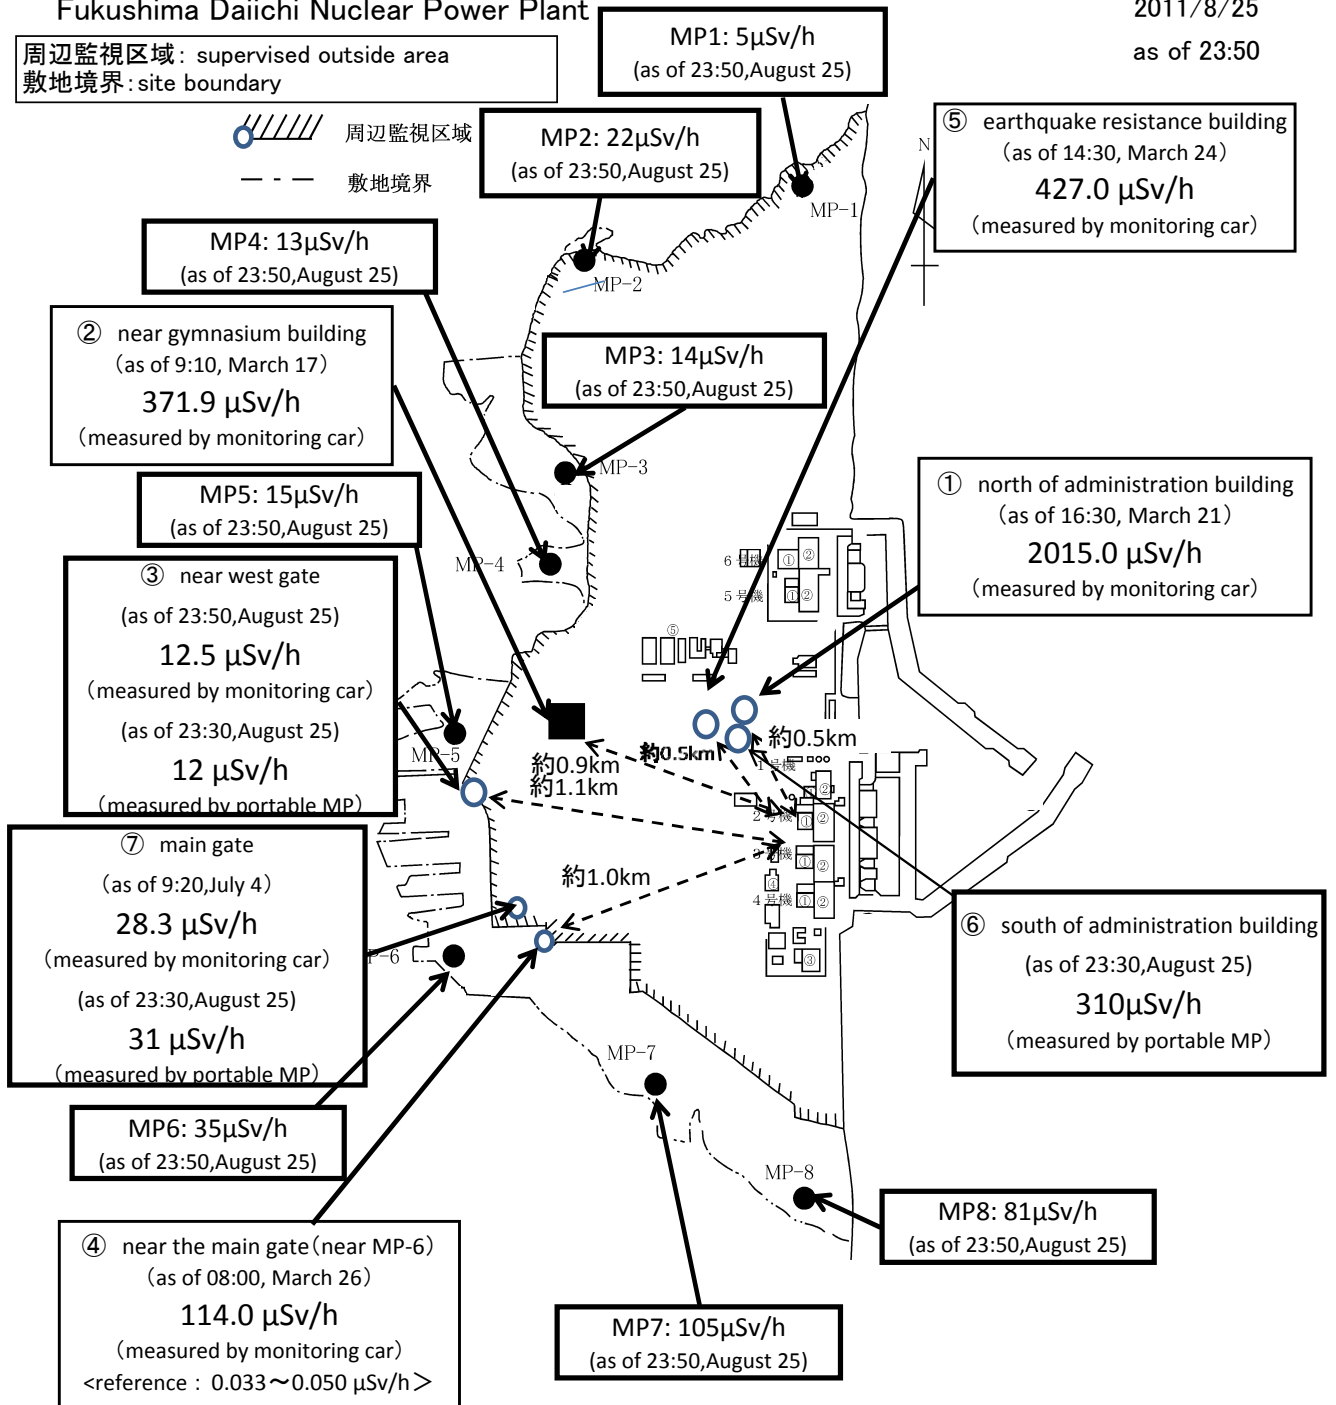 Fukushima Daiichi Nuclear Power Plant
2011/8/25
as of 23:50
周辺監視区域: supervised outside area
敷地境界:site boundary
周辺監視区域
敷地境界
MP1: 5μSv/h
(as of 23:50,August 25)
MP2: 22μSv/h
(as of 23:50,August 25)
⑤ earthquake resistance building
(as of 14:30, March 24)
427.0 μSv/h
(measured by monitoring car)
N
MP-1
MP4: 13μSv/h
(as of 23:50,August 25)
MP-2
② near gymnasium building
(as of 9:10, March 17)
371.9 μSv/h
(measured by monitoring car)
MP3: 14μSv/h
(as of 23:50,August 25)
MP-3
MP5: 15μSv/h
(as of 23:50,August 25)
① north of administration building
(as of 16:30, March 21)
2015.0 μSv/h
(measured by monitoring car)
MP-4
6号機
① ②
5号機
① ②
③ near west gate
(as of 23:50,August 25)
12.5 μSv/h
(measured by monitoring car)
(as of 23:30,August 25)
12 μSv/h
(measured by portable MP)
⑤
MP-5
約0.9km
約1.1km
約0.5km
約0.5km
1号機
②
2号機
① ②
3号機
① ②
④
4号機
① ②
③
約1.0km
⑦ main gate
(as of 9:20,July 4)
28.3 μSv/h
(measured by monitoring car)
(as of 23:30,August 25)
31 μSv/h
(measured by portable MP)
P-6
⑥ south of administration building
(as of 23:30,August 25)
310μSv/h
(measured by portable MP)
MP-7
MP6: 35μSv/h
(as of 23:50,August 25)
MP-8
MP8: 81μSv/h
(as of 23:50,August 25)
④ near the main gate(near MP-6)
(as of 08:00, March 26)
114.0 μSv/h
(measured by monitoring car)
<reference : 0.033～0.050 μSv/h>
MP7: 105μSv/h
(as of 23:50,August 25)